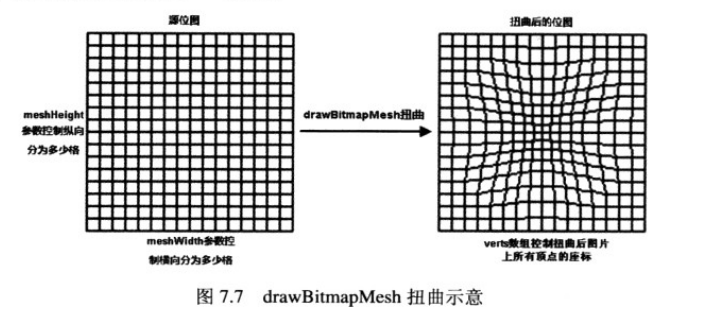 源位图
扭曲后的位图
meshHeight
参数控制纵向
分为多少格
drawBitmapMesh扭曲
meshWidth参数控
制横向分为多少格
verts数组控制扭曲后图片
上所有顶点的座标
图 7.7 drawBitmapMesh 扭曲示意